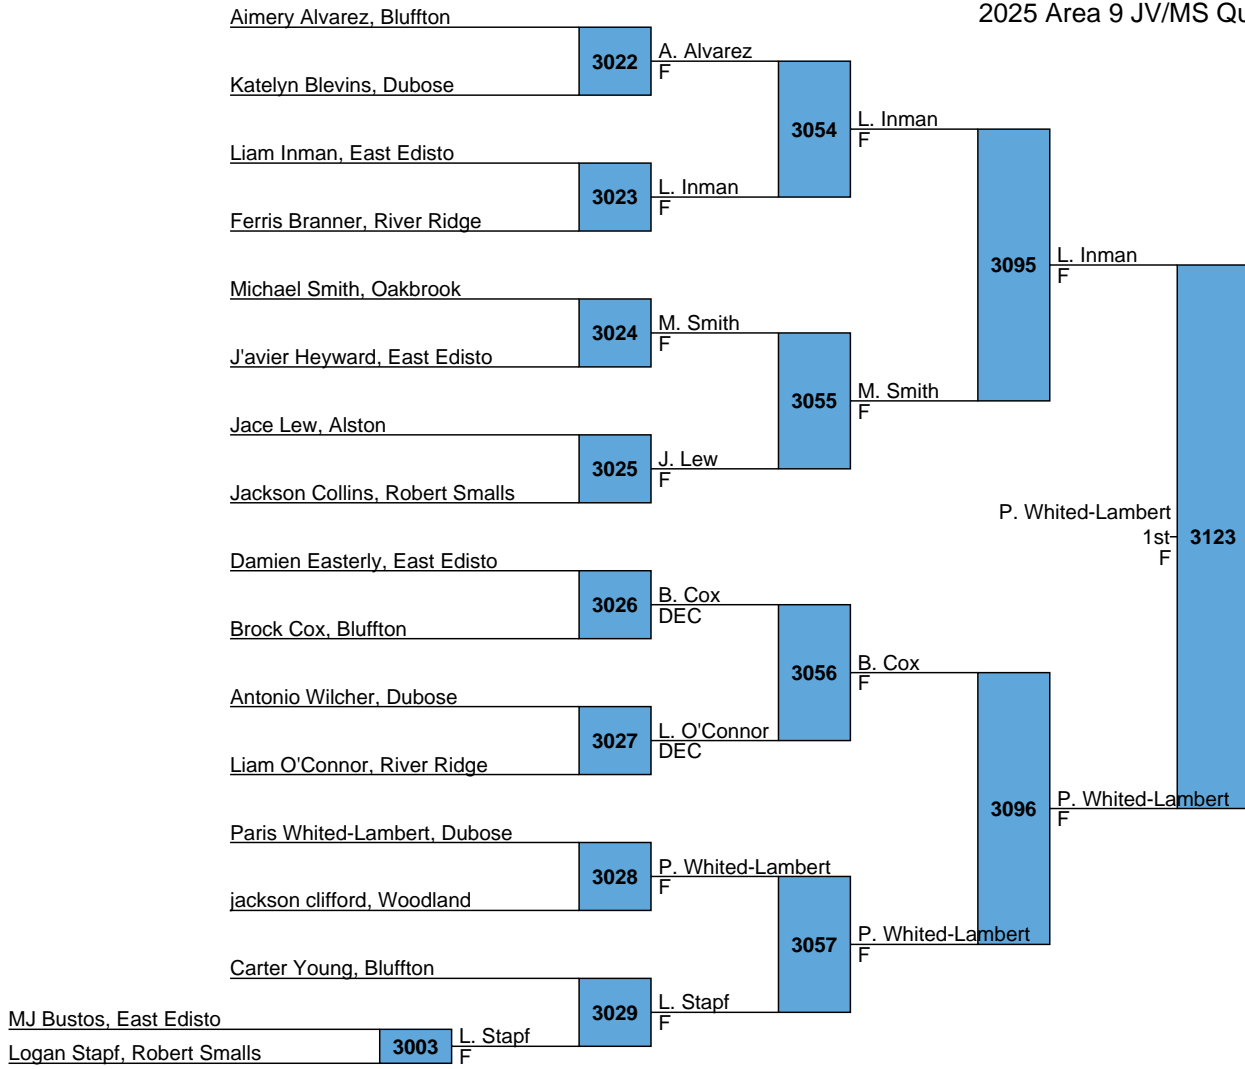 2025 Area 9 JV/MS Qu
Aimery Alvarez, Bluffton
3022
A. Alvarez
F
Katelyn Blevins, Dubose
3054
L. Inman
F
Liam Inman, East Edisto
3023
L. Inman
F
Ferris Branner, River Ridge
3095
L. Inman
F
Michael Smith, Oakbrook
3024
M. Smith
F
J'avier Heyward, East Edisto
3055
M. Smith
F
Jace Lew, Alston
3025
J. Lew
F
Jackson Collins, Robert Smalls
P. Whited-Lambert
1st
F
3123
Damien Easterly, East Edisto
3026
B. Cox
DEC
Brock Cox, Bluffton
3056
B. Cox
F
Antonio Wilcher, Dubose
3027
L. O'Connor
DEC
Liam O'Connor, River Ridge
3096
P. Whited-Lambert
F
Paris Whited-Lambert, Dubose
3028
P. Whited-Lambert
F
jackson clifford, Woodland
3057
P. Whited-Lambert
F
Carter Young, Bluffton
3029
L. Stapf
F
MJ Bustos, East Edisto
3003
L. Stapf
F
Logan Stapf, Robert Smalls